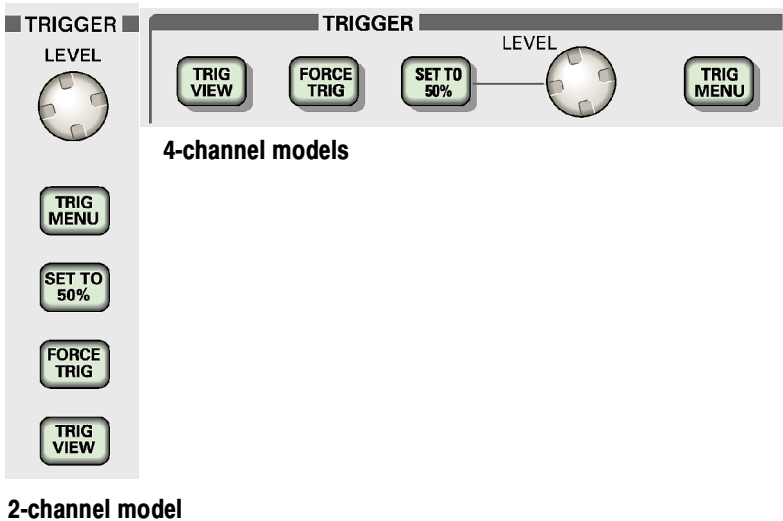 TRIGGER
LEVEL
TRIG
MENU
SET TO
50%
FORCE
TRIG
TRIG
VIEW
2-channel model
TRIGGER
TRIG
VIEW
FORCE
TRIG
SET TO
50%
LEVEL
TRIG
MENU
4-channel models